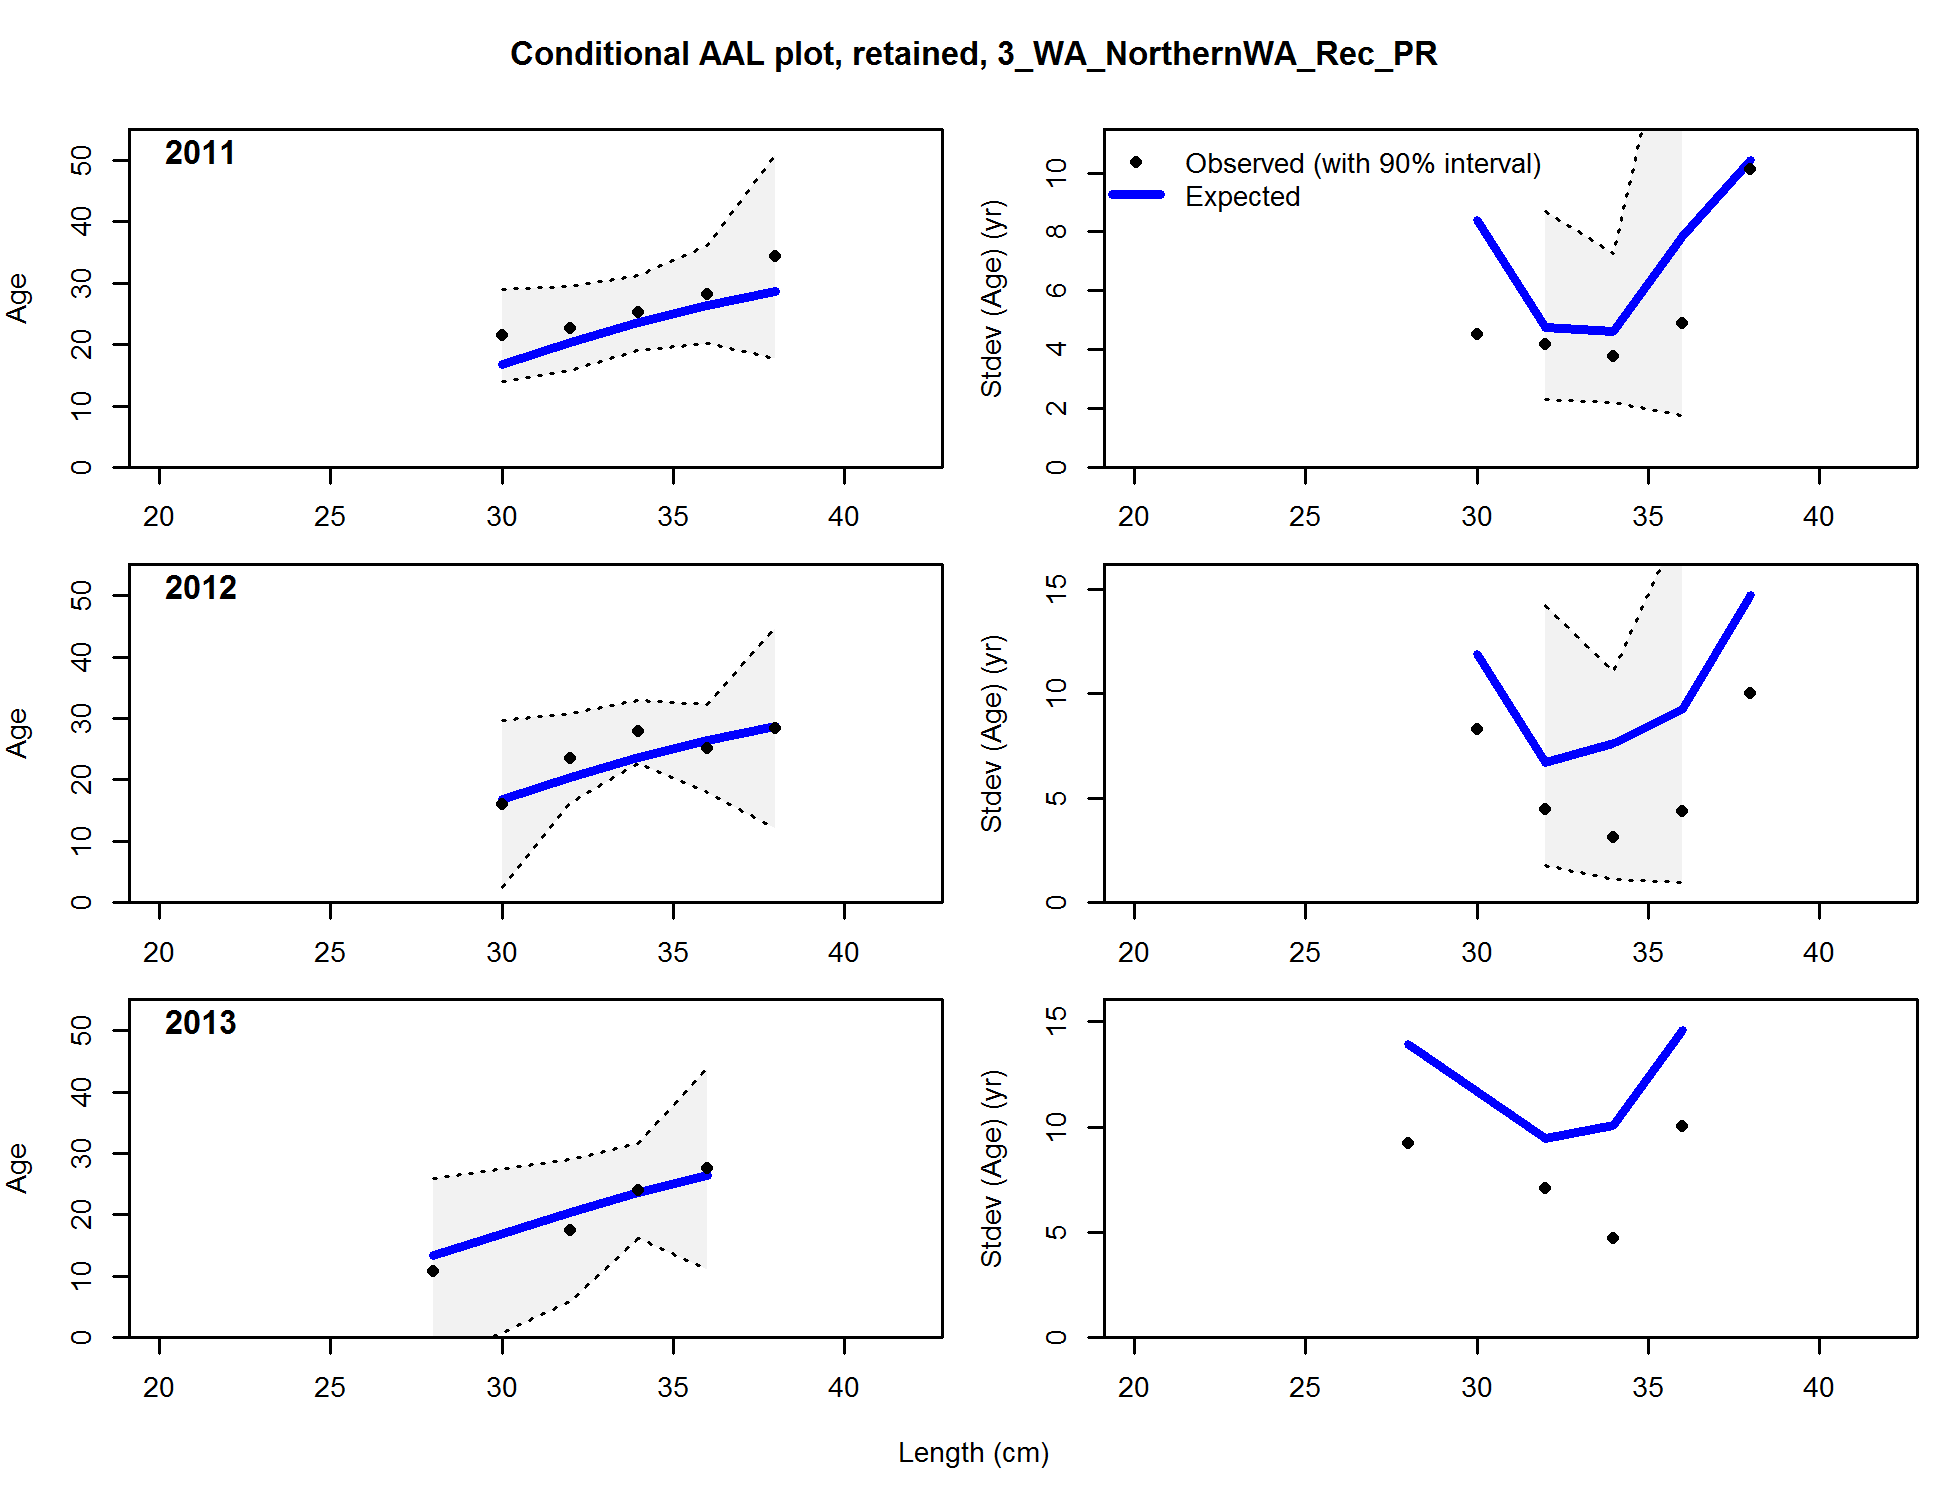 Conditional AAL plot, retained, 3_WA_NorthernWA_Rec_PR
2011
Age
0 10 20 30 40 50
20 25 30 35 40
Observed (with 90% interval)
Expected
Stdev (Age) (yr)
0 2 4 6 8 10
20 25 30 35 40
2012
Age
0 10 20 30 40 50
20 25 30 35 40
Stdev (Age) (yr)
0 5 10 15
20 25 30 35 40
2013
Age
0 10 20 30 40 50
20 25 30 35 40
Stdev (Age) (yr)
0 5 10 15
20 25 30 35 40
Length (cm)